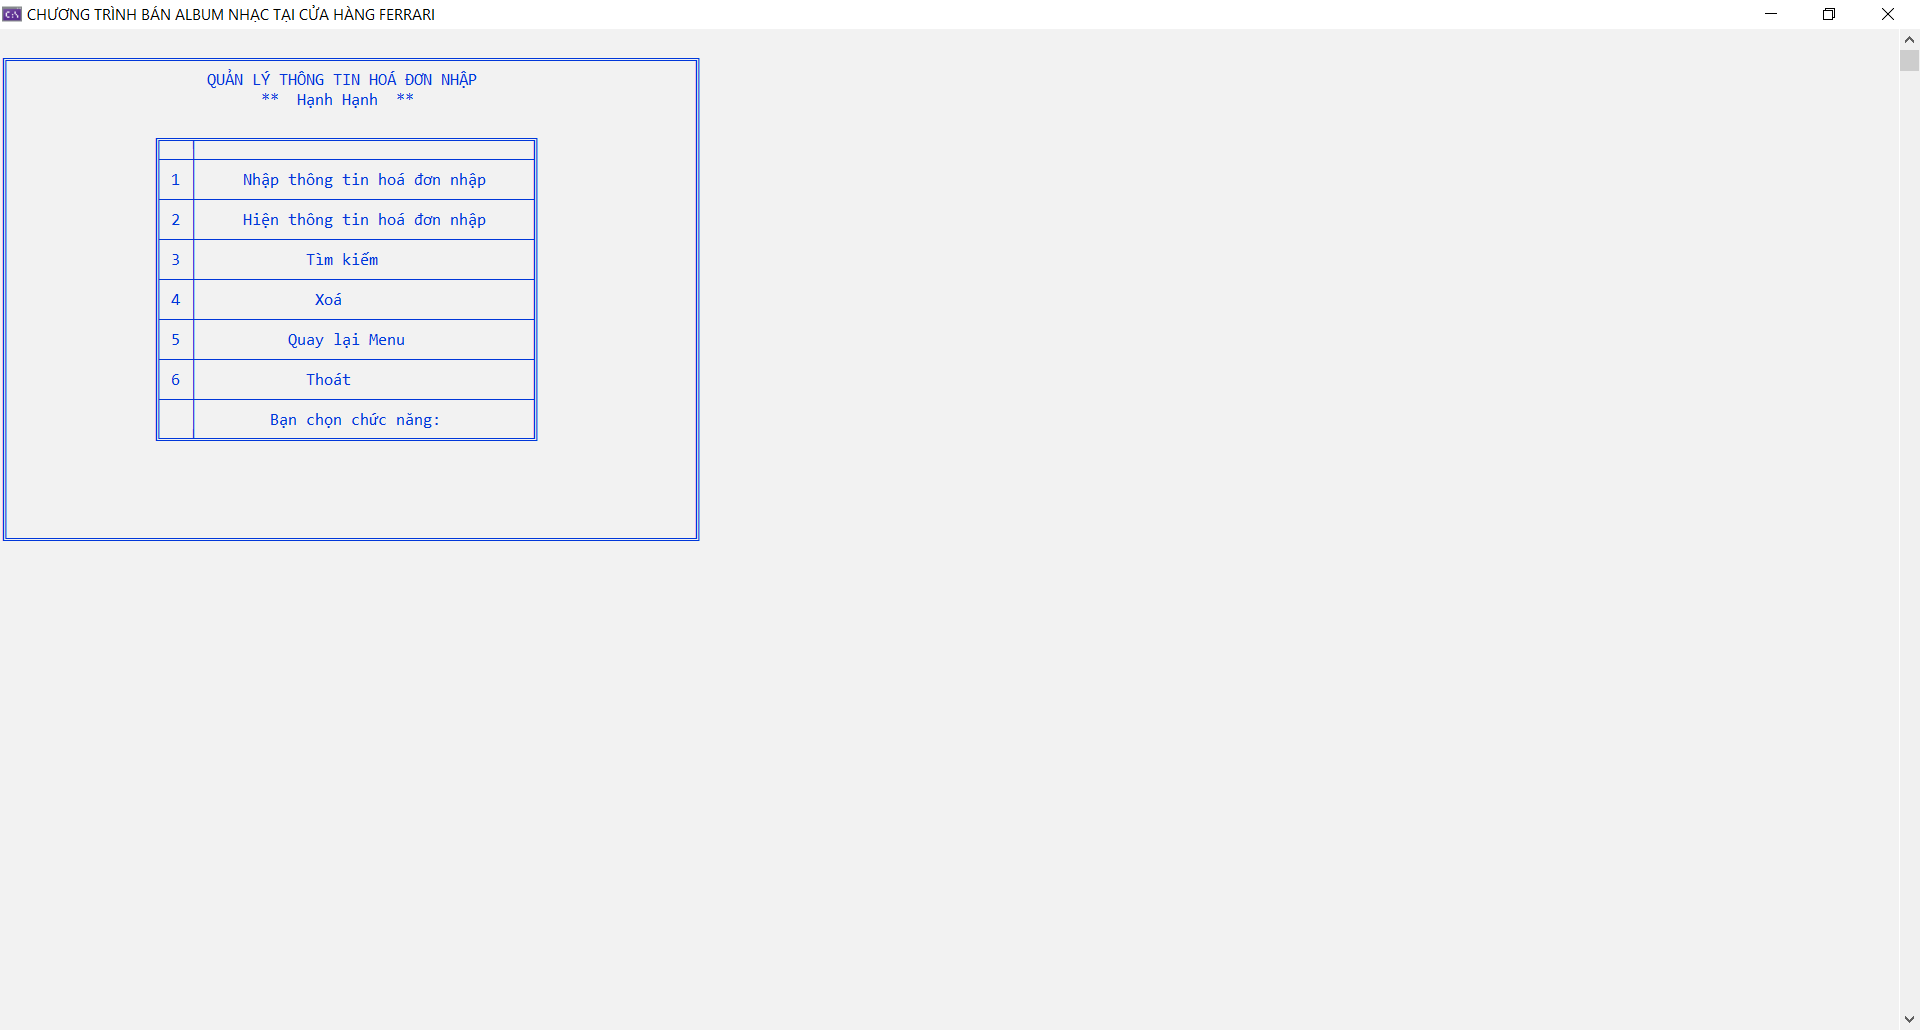 CHƯƠNG TRÌNH BÁN ALBUM NHẠC TẠI CỬA HÀNG FERRARI
QUẢN LÝ THÔNG TIN HOÁ ĐƠN NHẬP
** Hạnh Hạnh **
1 Nhập thông tin hoá đơn nhập
2 Hiện thông tin hoá đơn nhập
3 Tìm kiếm
4 Xoá
5 Quay lại Menu
6 Thoát
Bạn chọn chức năng: